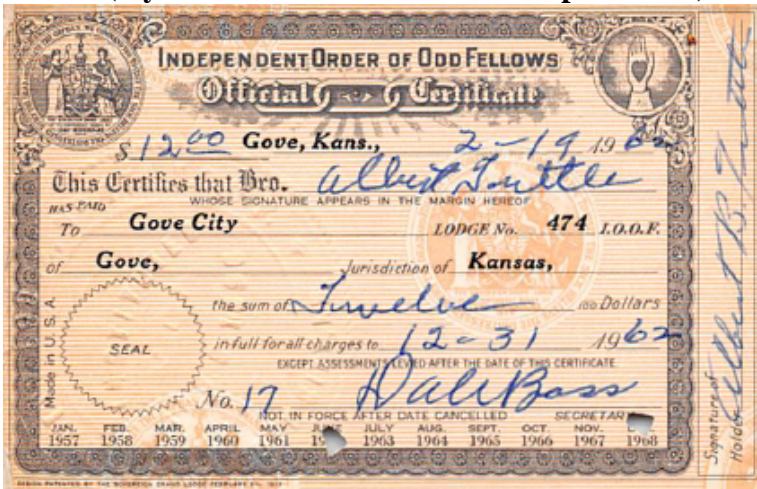 INDEPENDENT ORDER OF ODD FELLOWS
Official Certificate
$ 12 00 Gove, Kans., 2-19 1962
This Certifies that Bro. Albert Tuttle
WHOSE SIGNATURE APPEARS IN THE MARGIN HEREOF
HAS PAID
To Gove City LODGE No. 474 I.O.O.F.
of Gove, Jurisdiction of Kansas,
the sum of Twelve 100 Dollars
in full for all charges to 12-31 1962
EXCEPT ASSESSMENTS LEVIED AFTER THE DATE OF THIS CERTIFICATE
SEAL
No. 17 Dale Boss
NOT IN FORCE AFTER DATE CANCELLED SECRETAR
JAN. FEB. MAR. APRIL MAY JULY AUG. SEPT. OCT. NOV.
1957 1958 1959 1960 1961 1963 1964 1965 1966 1967 1968
Made in U.S.A.
Signature of Holder Albert B. Tuttle